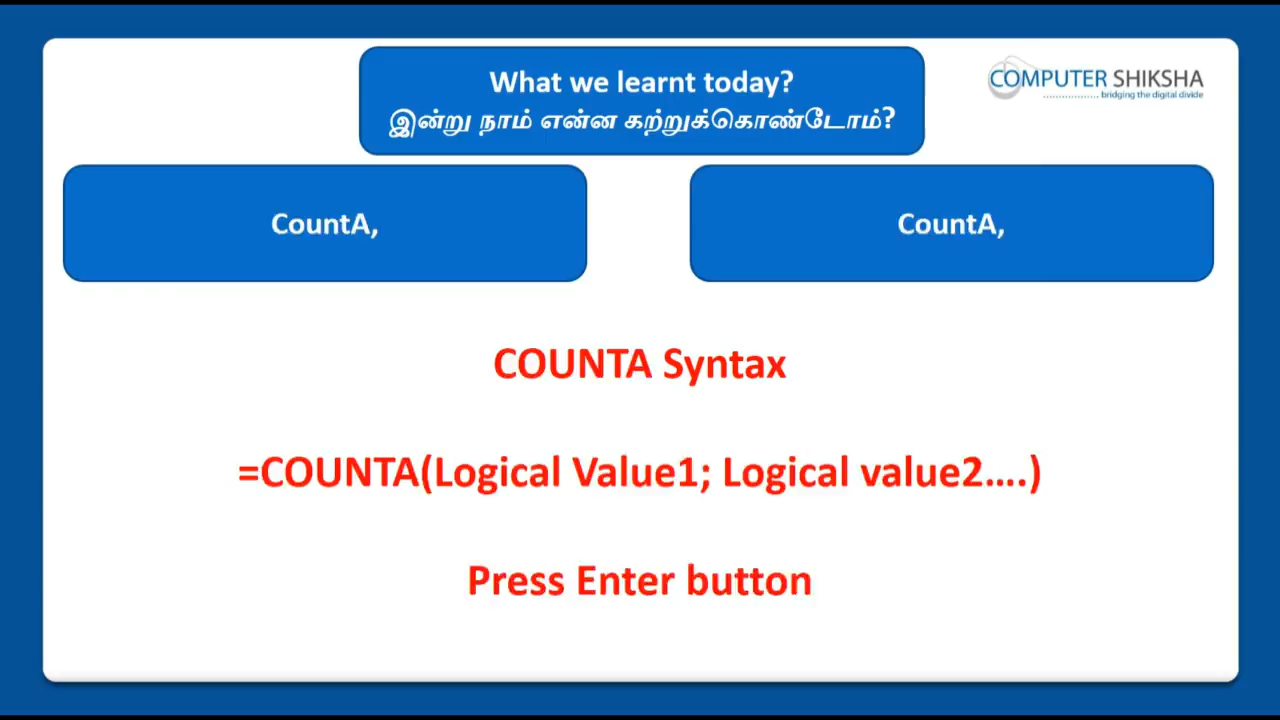 What we learnt today?
இன்று நாம் என்ன கற்றுக்கொண்டோம்?
COMPUTER SHIKSHA
bridging the digital divide
CountA,
CountA,
COUNTA Syntax
=COUNTA(Logical Value1; Logical value2....)
Press Enter button